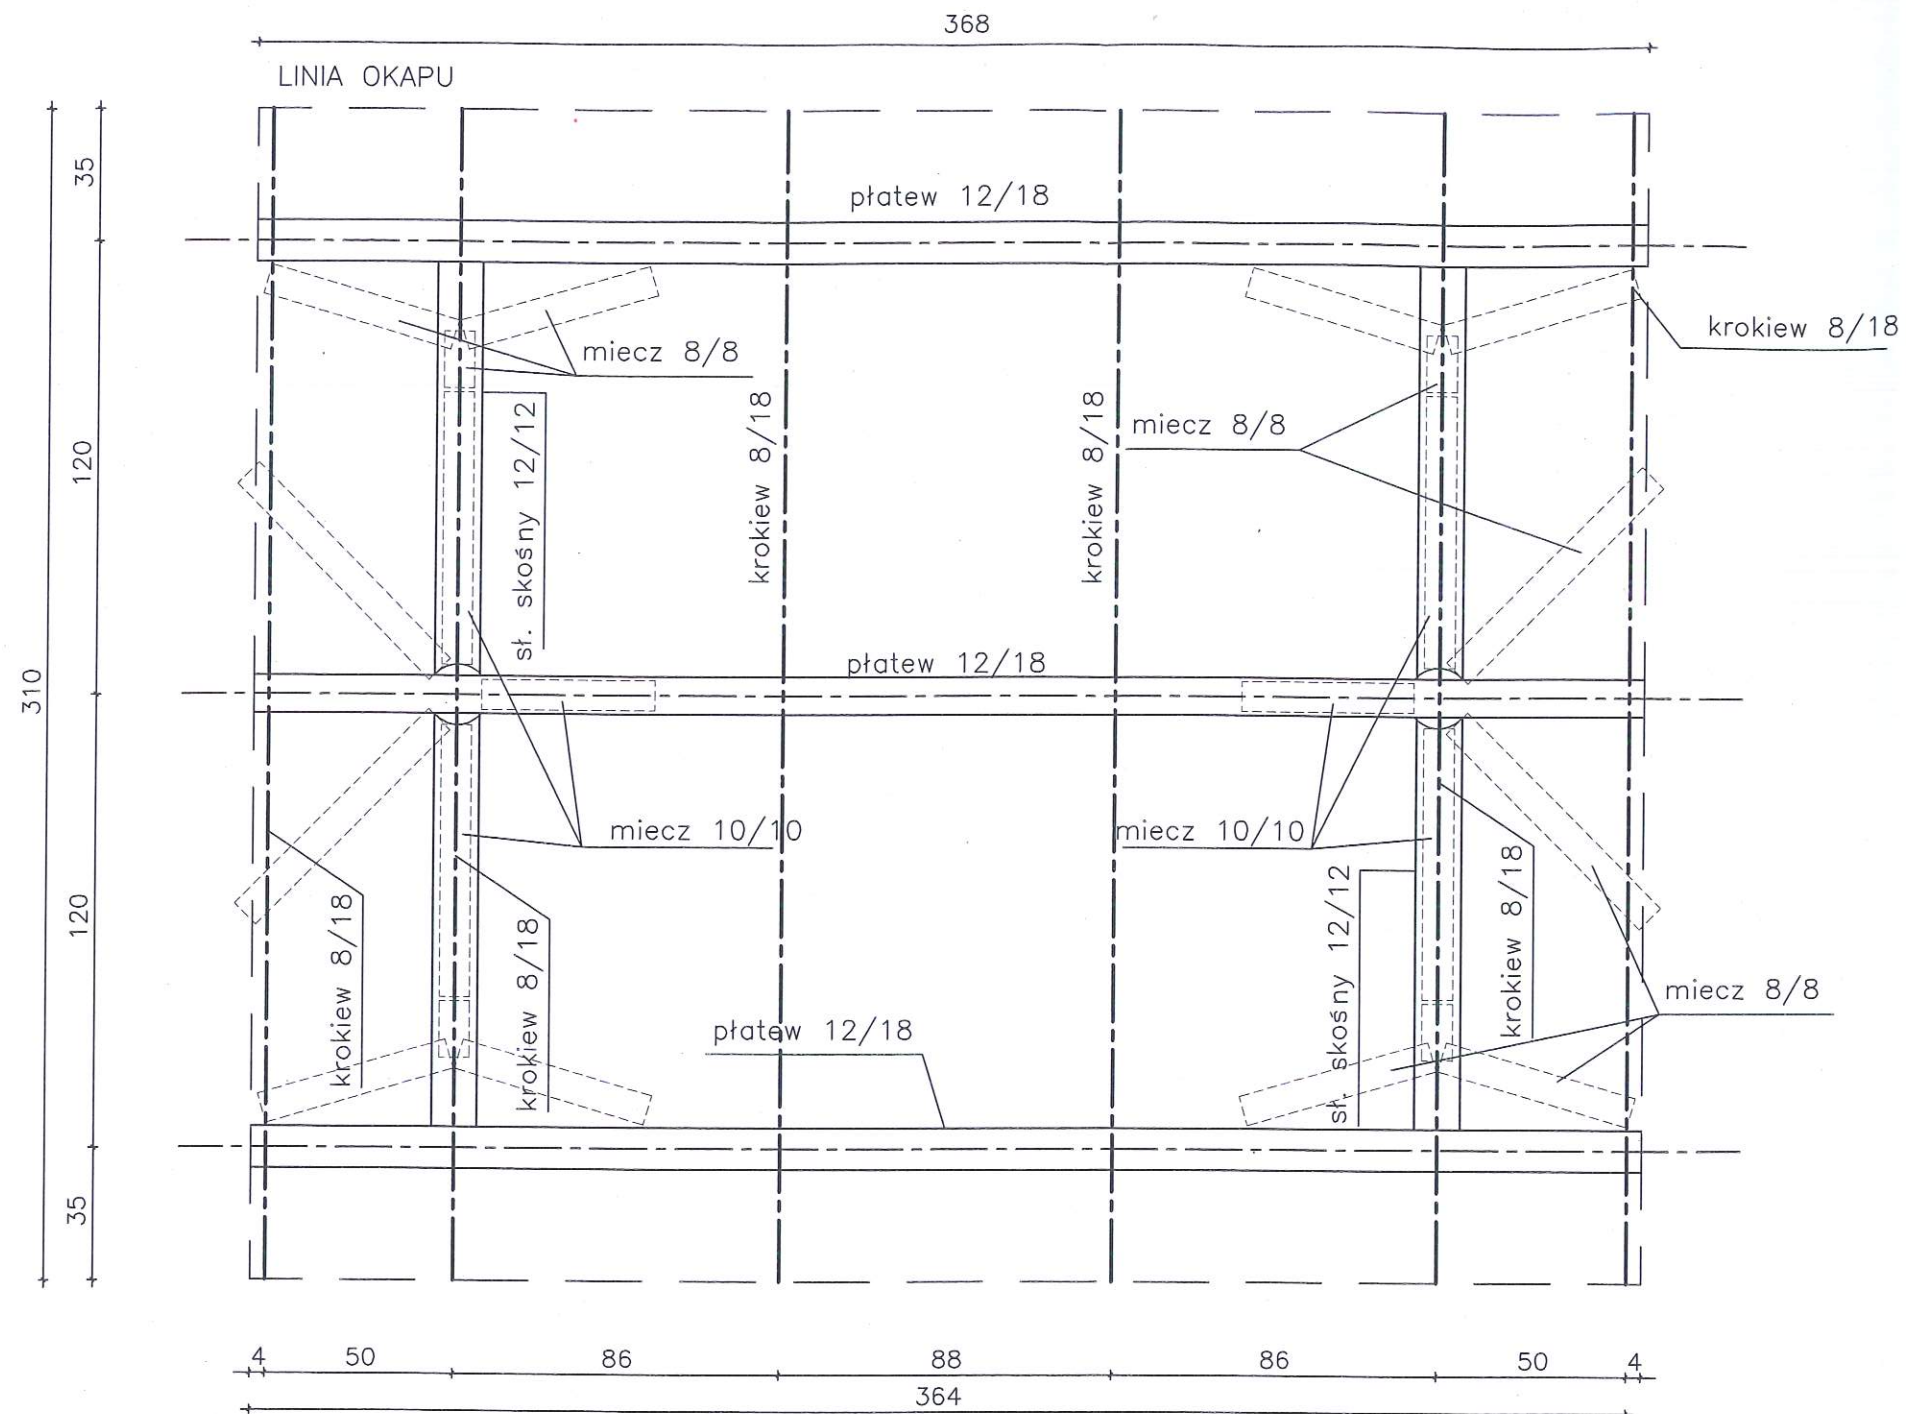 368
LINIA OKAPU
35
płatew 12/18
krokiew 8/18
miecz 8/8
krokiew 8/18
krokiew 8/18
miecz 8/8
sł. skośny 12/12
120
płatew 12/18
310
miecz 10/10
miecz 10/10
krokiew 8/18
krokiew 8/18
sł. skośny 12/12
krokiew 8/18
120
miecz 8/8
płatew 12/18
35
4 50 86 88 86 50 4
364